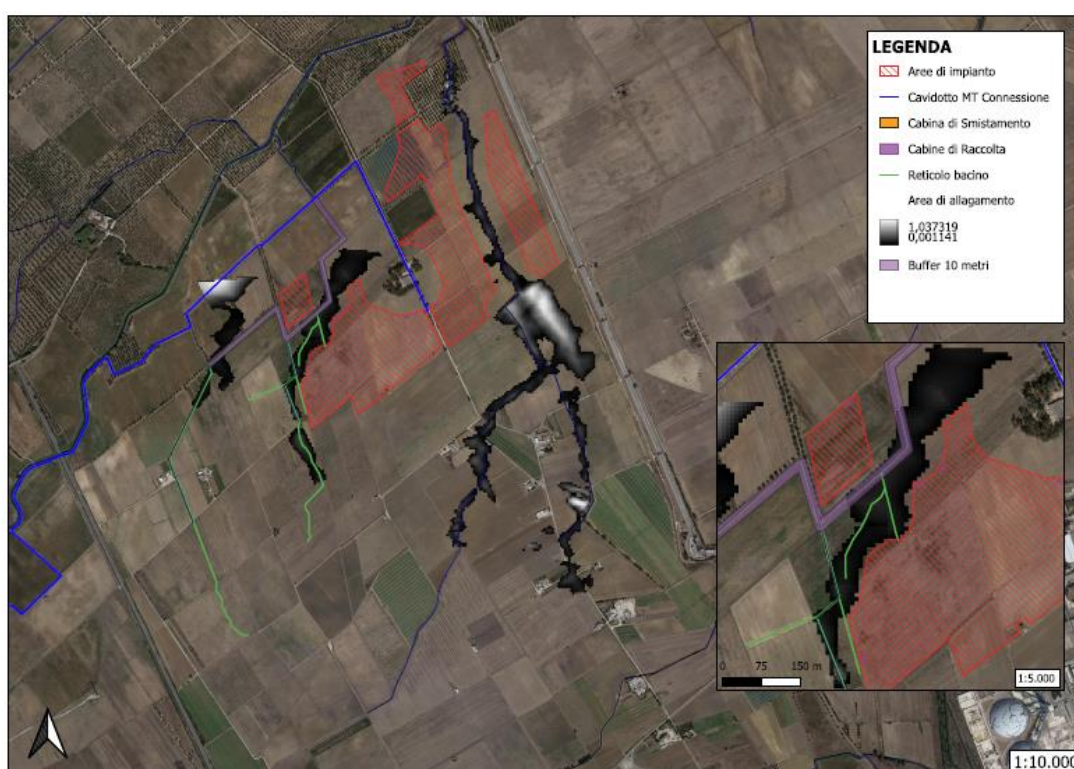 LEGENDA
Aree di impianto
Cavidotto MT Connessione
Cabina di Smistamento
Cabine di Raccolta
Reticolo bacino
Area di allagamento
1,037319
0,001141
Buffer 10 metri
0 75 150 m
1:5.000
1:10.000